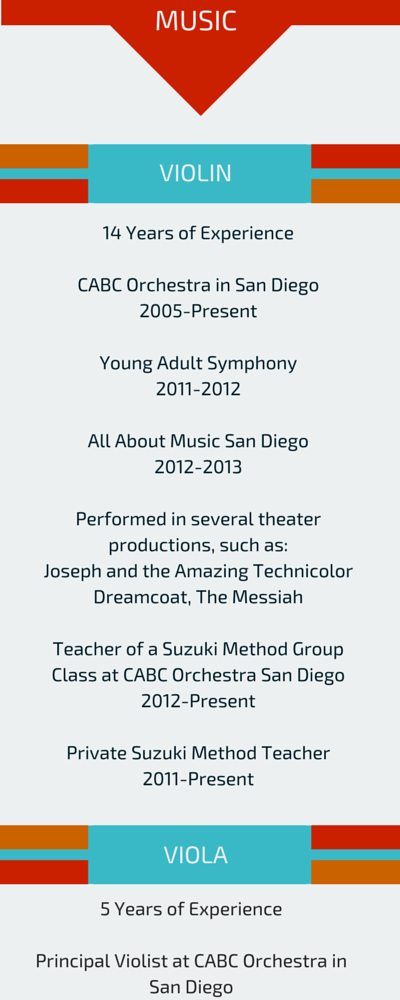 MUSIC
VIOLIN
14 Years of Experience
CABC Orchestra in San Diego
2005-Present
Young Adult Symphony
2011-2012
All About Music San Diego
2012-2013
Performed in several theater
productions, such as:
Joseph and the Amazing Technicolor
Dreamcoat, The Messiah
Teacher of a Suzuki Method Group
Class at CABC Orchestra San Diego
2012-Present
Private Suzuki Method Teacher
2011-Present
VIOLA
5 Years of Experience
Principal Violist at CABC Orchestra in
San Diego